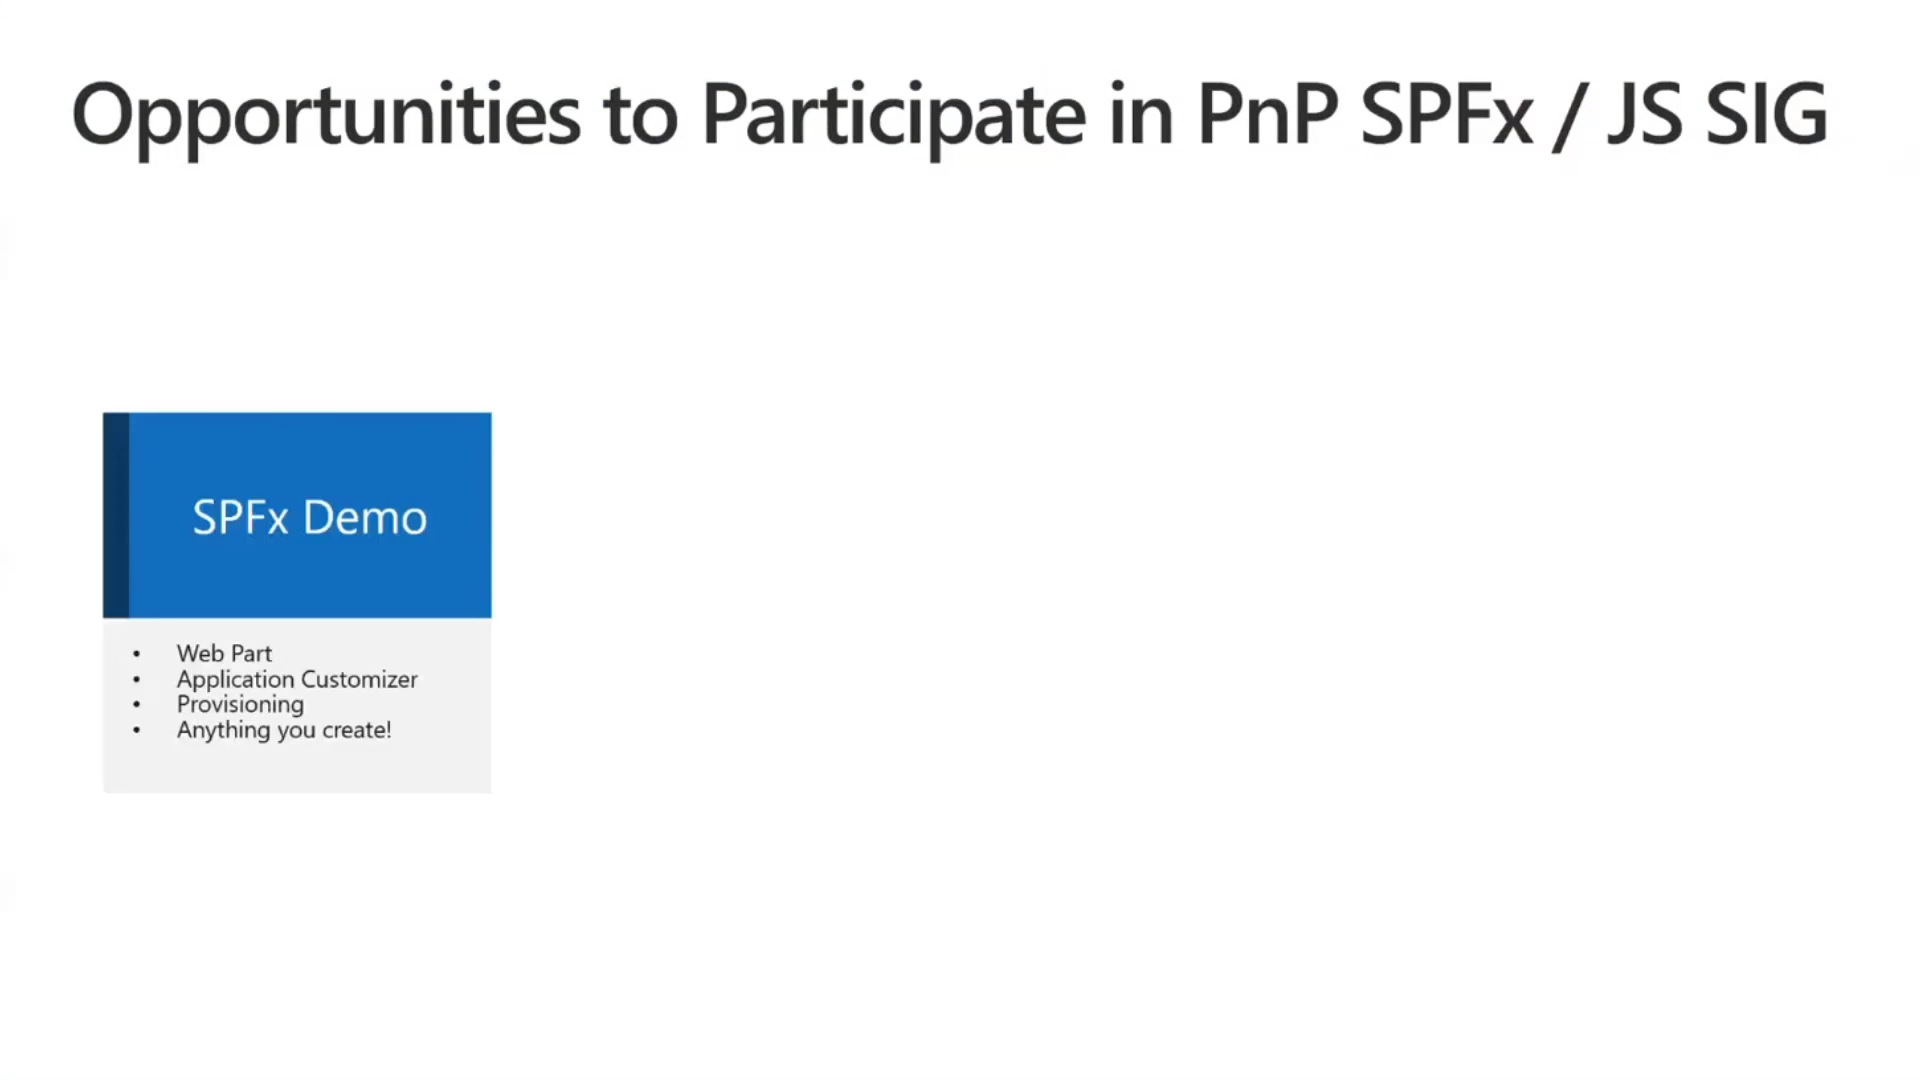 Opportunities to Participate in PnP SPFx / JS SIG
SPFx Demo
• Web Part
• Application Customizer
• Provisioning
• Anything you create!